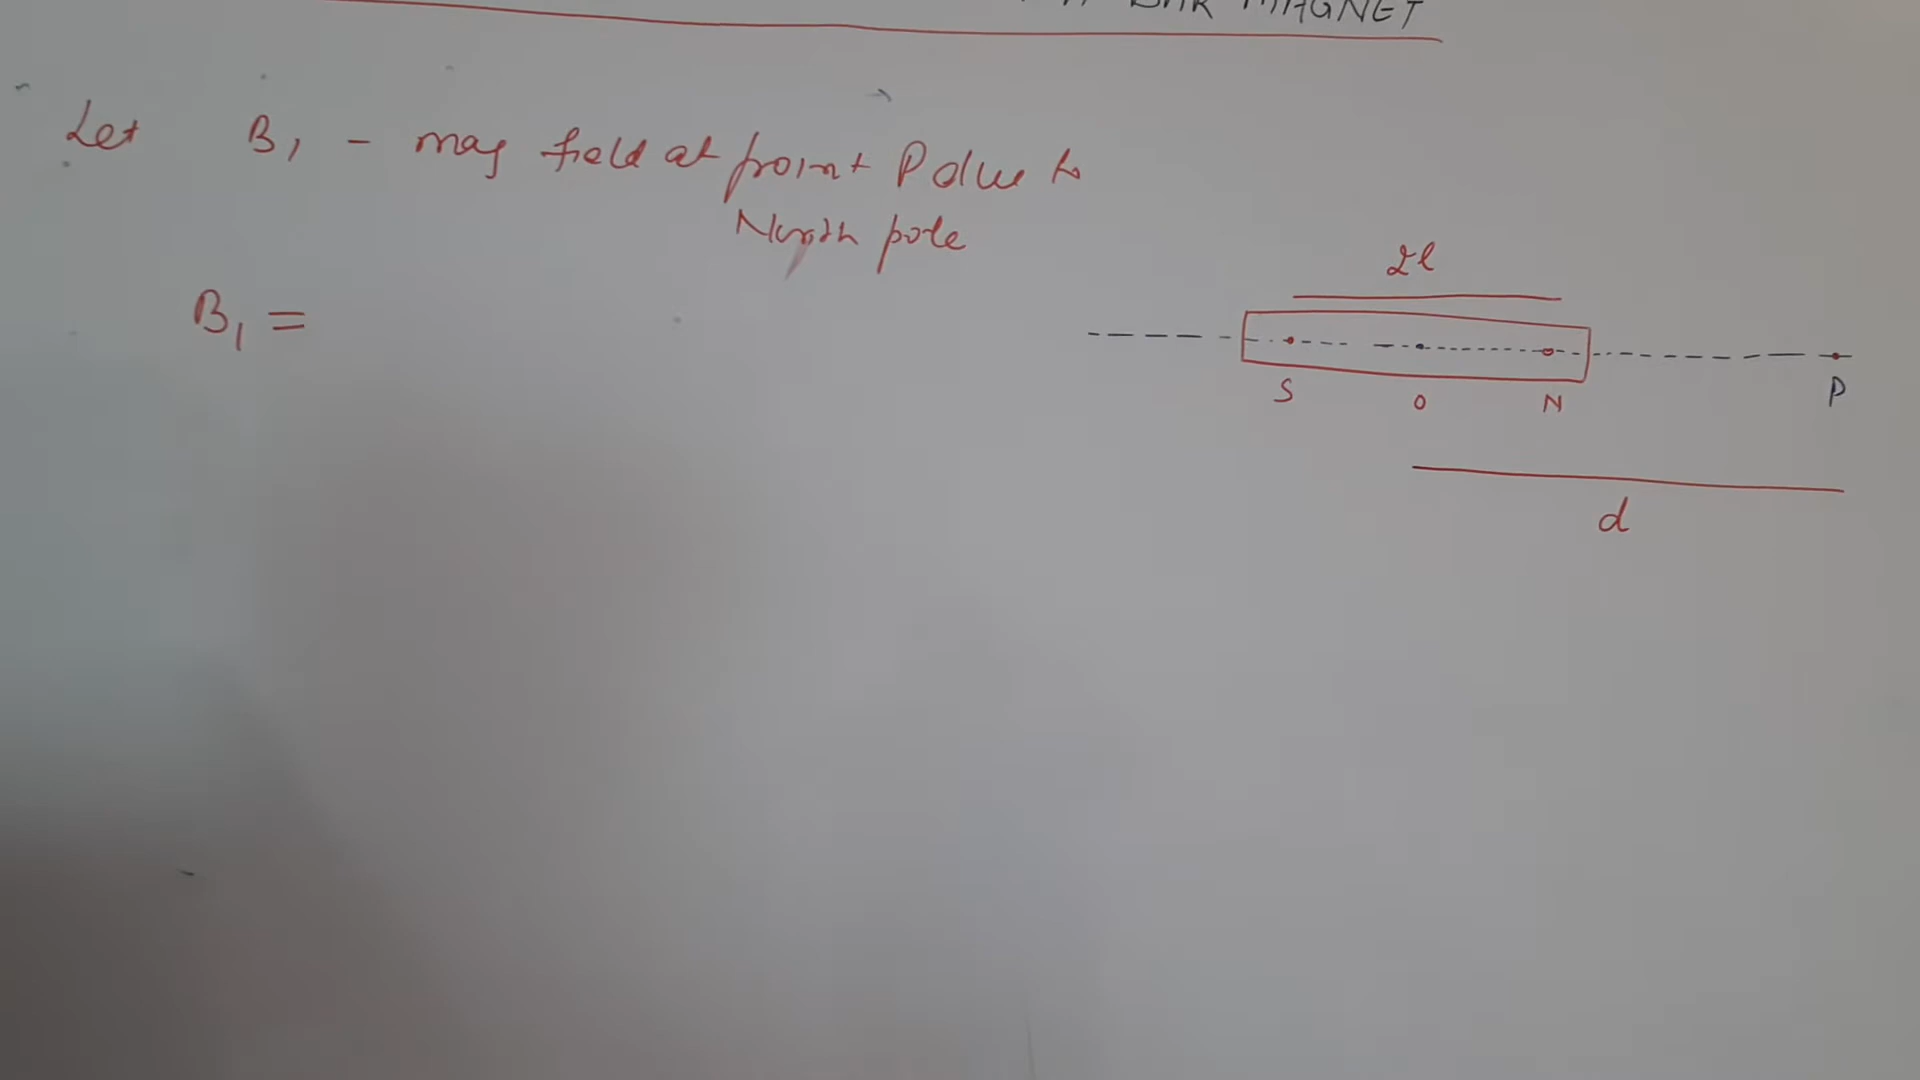 BAR MAGNET
Let B₁ - mag field at point P due to
North pole
B₁ =
2l
S O N P
d